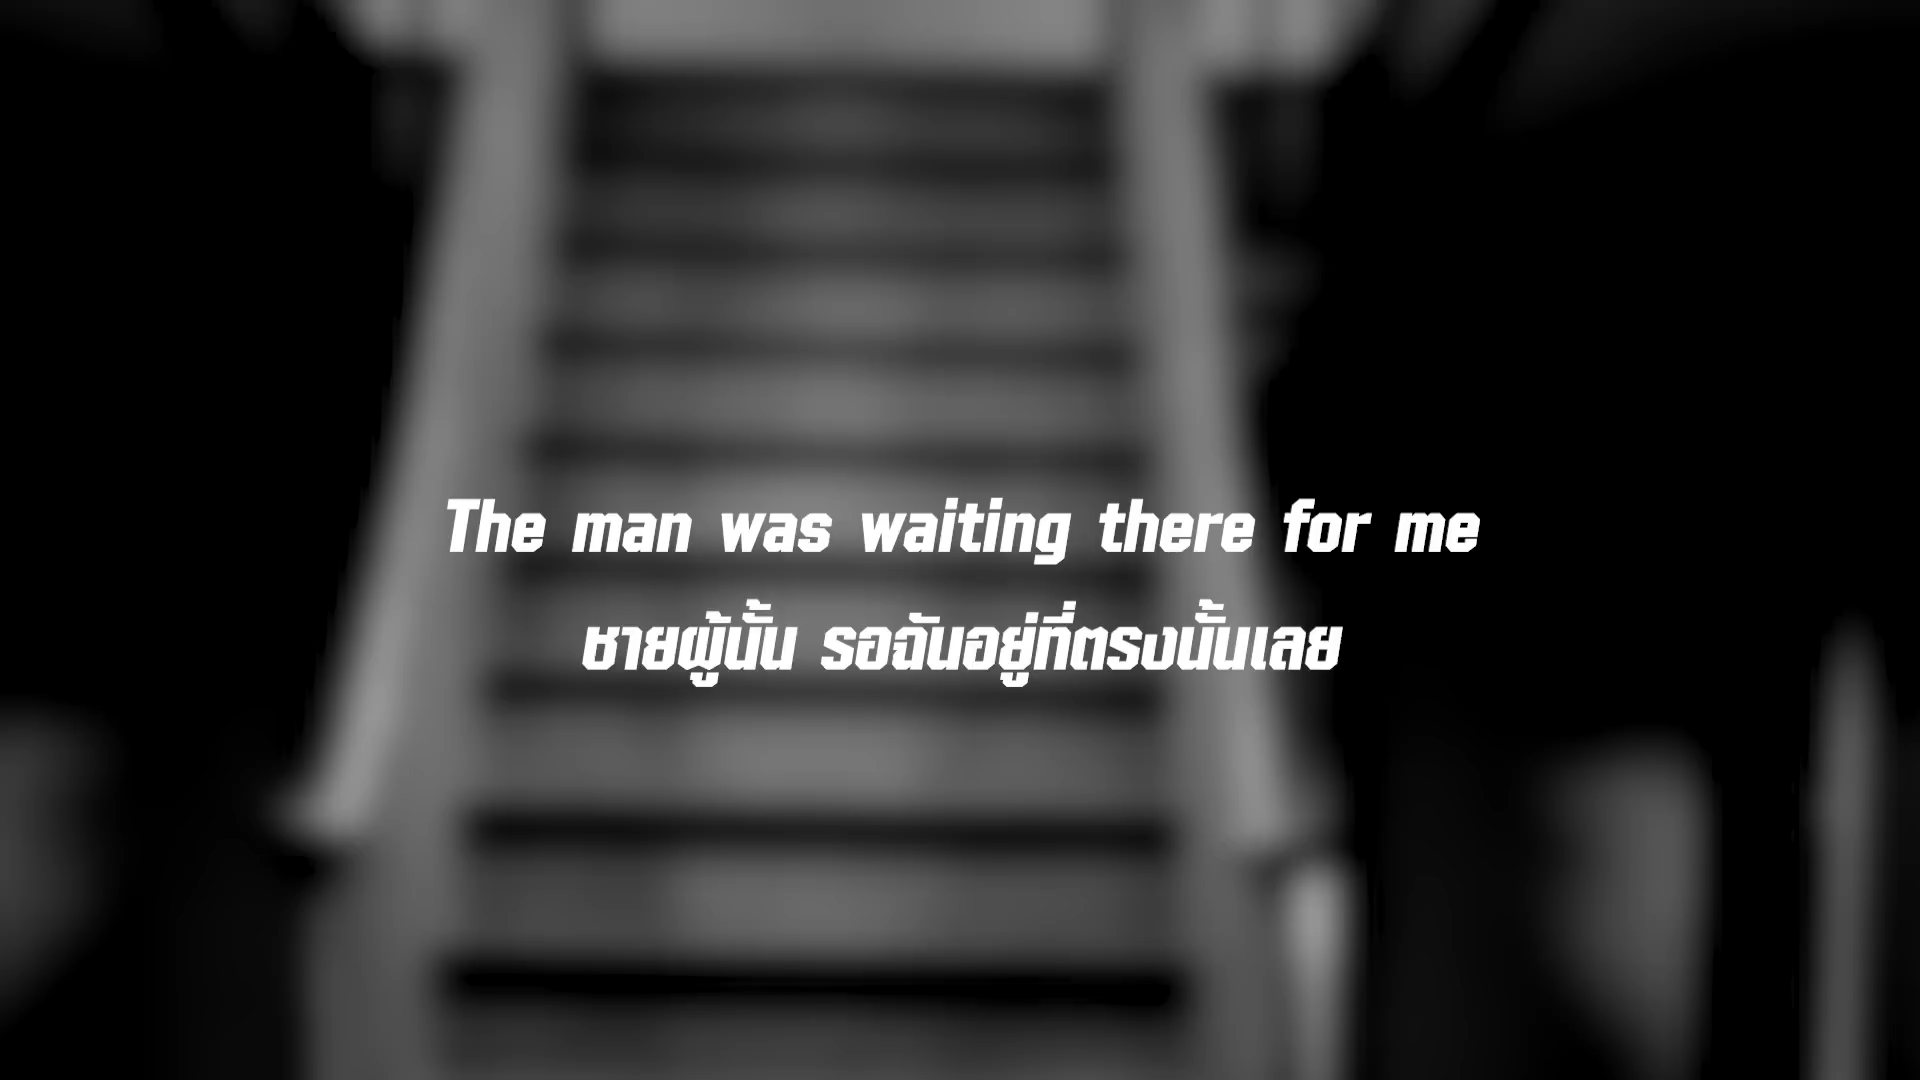 The man was waiting there for me
ชายผู้นั้น รอฉันอยู่ที่ตรงนั้นเลย